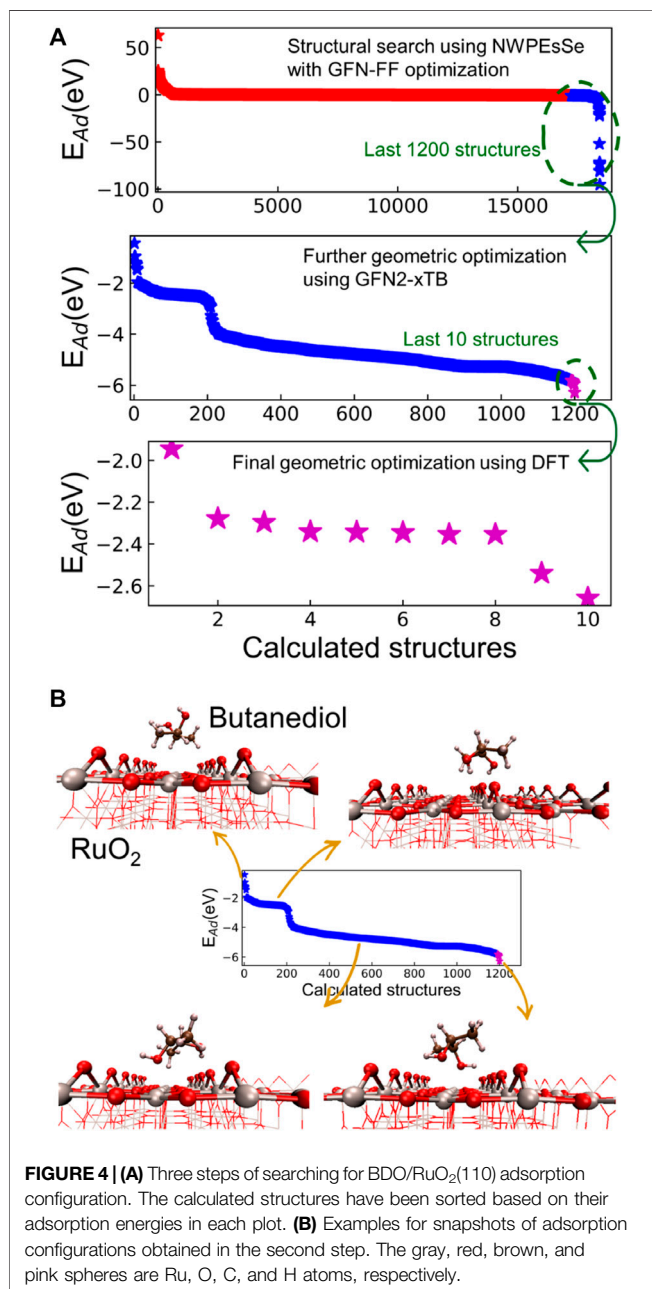 A
E_Ad(eV)
50
0
−50
−100
Structural search using NWPEsSe
with GFN-FF optimization
Last 1200 structures
0
5000
10000
15000
E_Ad(eV)
−2
−4
−6
Further geometric optimization
using GFN2-xTB
Last 10 structures
0
200
400
600
800
1000
1200
E_Ad(eV)
−2.0
−2.2
−2.4
−2.6
Final geometric optimization using DFT
2
4
6
8
10
Calculated structures
B
Butanediol
RuO₂
E_Ad(eV)
−2
−4
−6
0
200
400
600
800
1000
1200
Calculated structures
FIGURE 4 | (A) Three steps of searching for BDO/RuO₂(110) adsorption
configuration. The calculated structures have been sorted based on their
adsorption energies in each plot. (B) Examples for snapshots of adsorption
configurations obtained in the second step. The gray, red, brown, and
pink spheres are Ru, O, C, and H atoms, respectively.